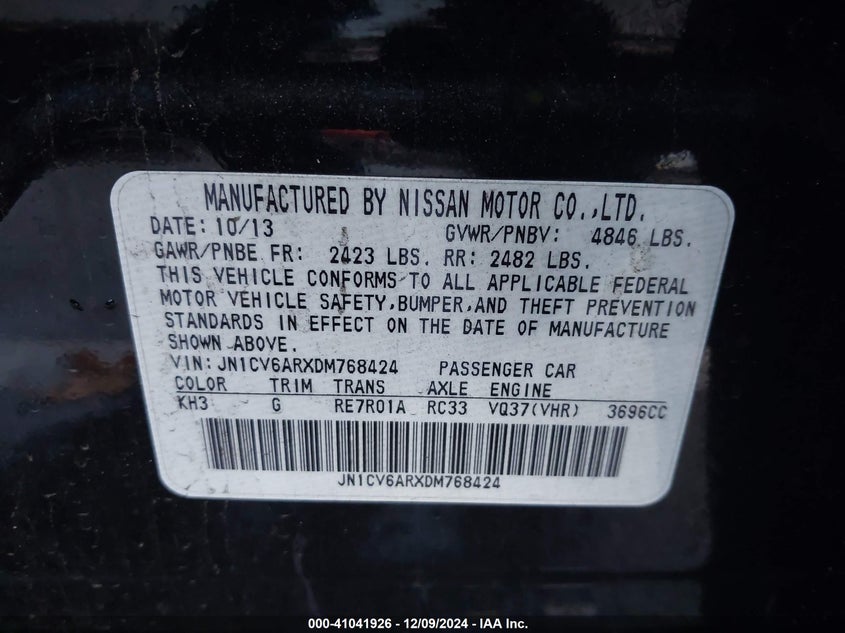 MANUFACTURED BY NISSAN MOTOR CO.,LTD.
DATE: 10/13 GVWR/PNBV: 4846 LBS.
GAWR/PNBE FR: 2423 LBS. RR: 2482 LBS.
THIS VEHICLE CONFORMS TO ALL APPLICABLE FEDERAL
MOTOR VEHICLE SAFETY,BUMPER,AND THEFT PREVENTION
STANDARDS IN EFFECT ON THE DATE OF MANUFACTURE
SHOWN ABOVE.
VIN:JN1CV6ARXDM768424 PASSENGER CAR
COLOR TRIM TRANS AXLE ENGINE
KH3 G RE7R01A RC33 VQ37(VHR) 3696CC
JN1CV6ARXDM768424
000-41041926 - 12/09/2024 - IAA Inc.